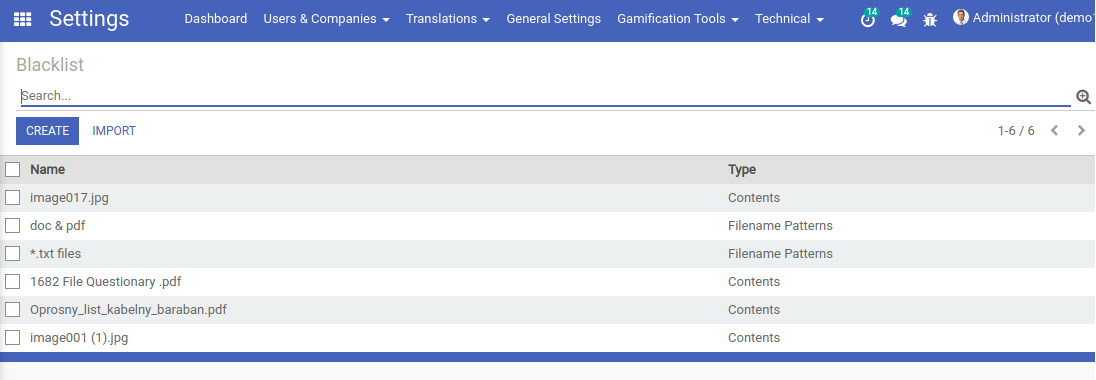 Settings Dashboard Users & Companies Translations General Settings Gamification Tools Technical 14 14 Administrator (demo
Blacklist
Search...
CREATE IMPORT 1-6 / 6
Name Type
image017.jpg Contents
doc & pdf Filename Patterns
*.txt files Filename Patterns
1682 File Questionary .pdf Contents
Oprosny_list_kabelny_baraban.pdf Contents
image001 (1).jpg Contents